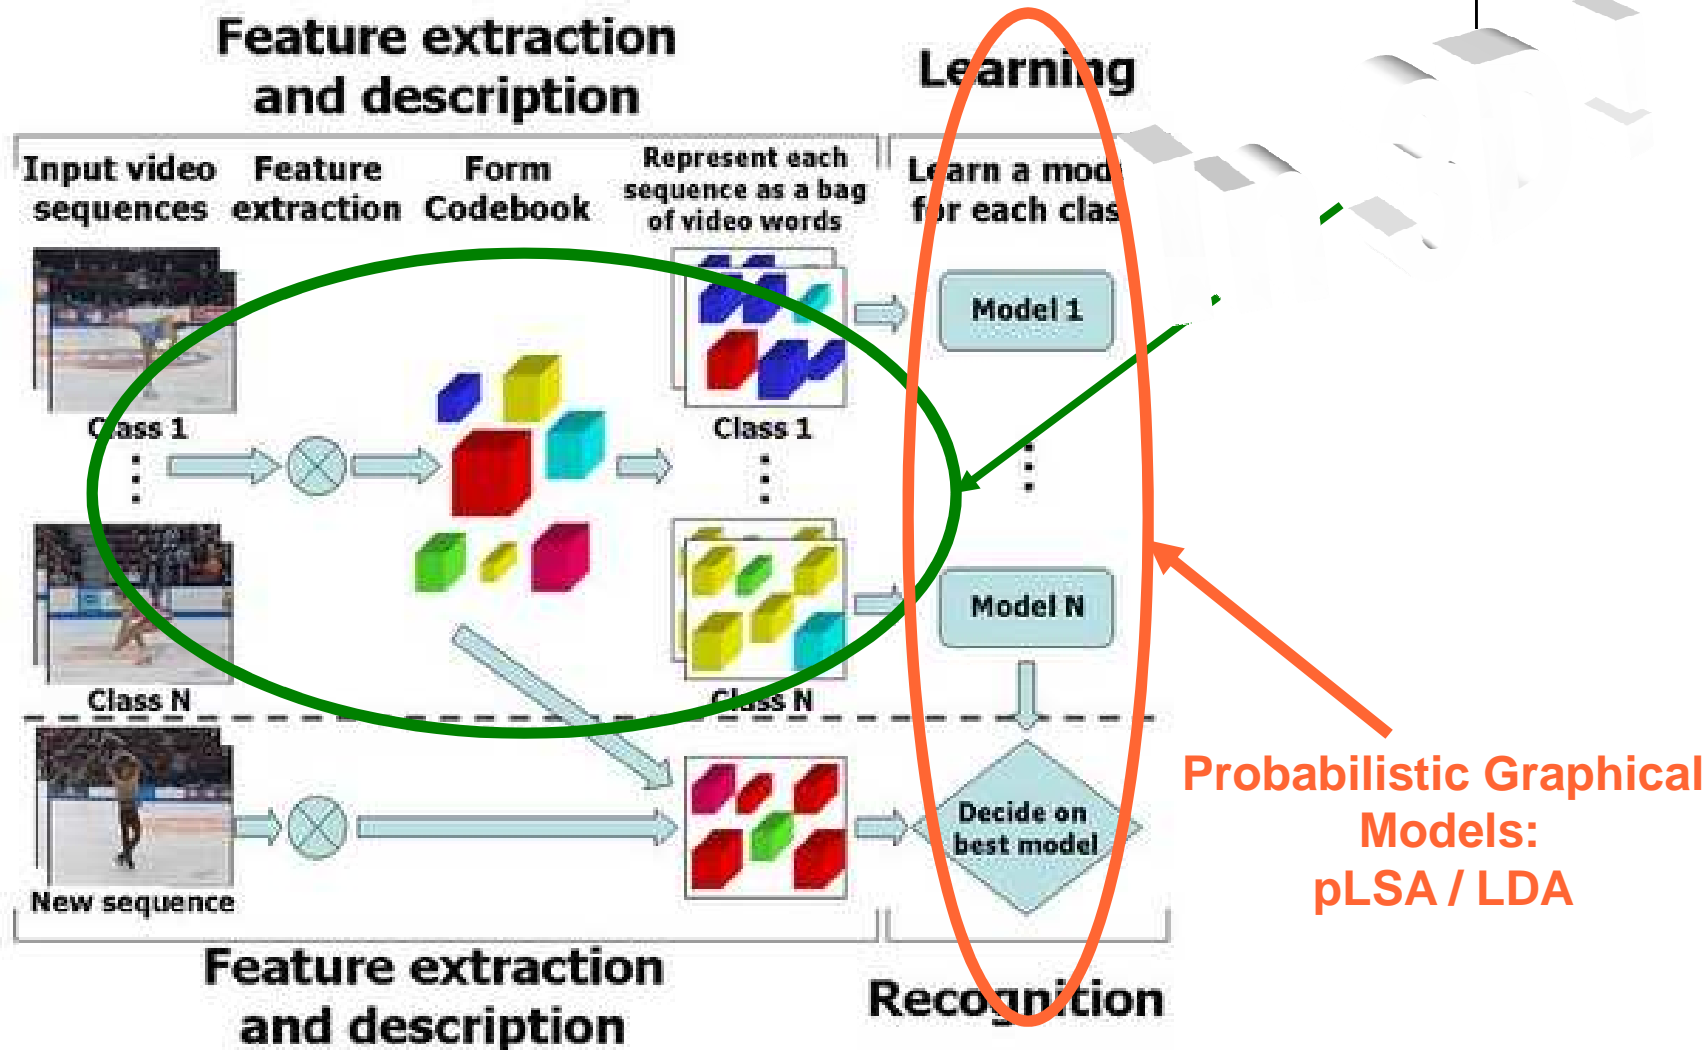 Feature extraction
and description
Learning
Input video
sequences
Feature
extraction
Form
Codebook
Represent each
sequence as a bag
of video words
Learn a mod
for each clas
Class 1
Class 1
Model 1
Class N
Class N
Model N
New sequence
Decide on
best model
Probabilistic Graphical
Models:
pLSA / LDA
Feature extraction
and description
Recognition